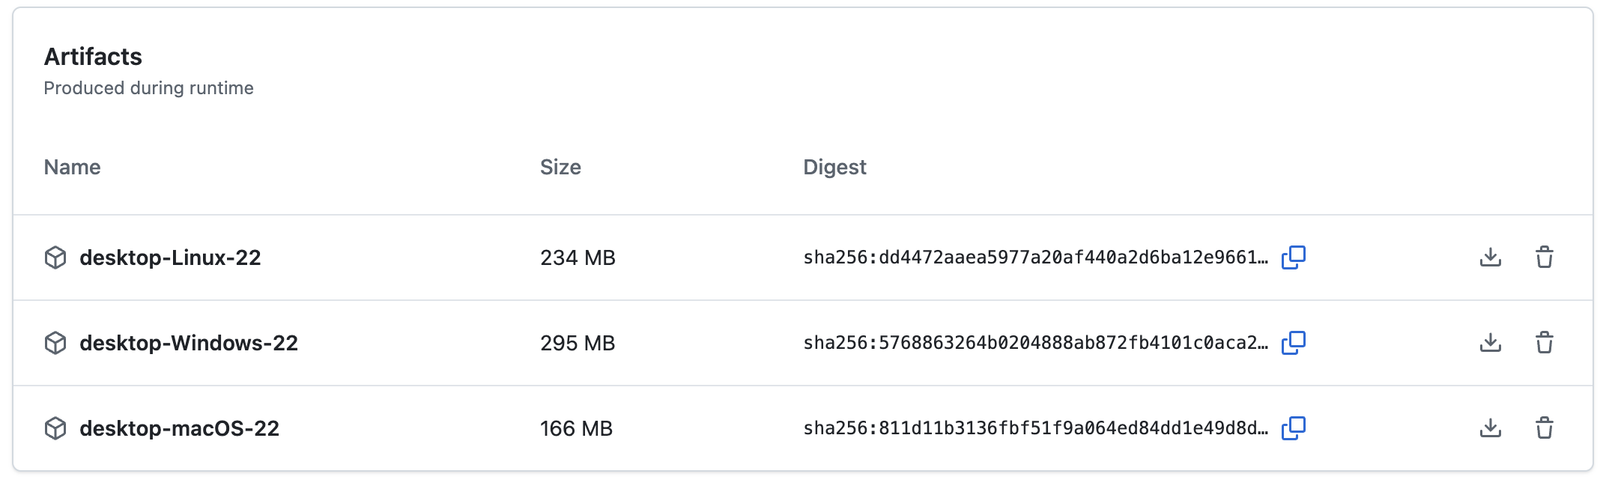 Artifacts
Produced during runtime
Name Size Digest
desktop-Linux-22 234 MB sha256:dd4472aaea5977a20af440a2d6ba12e9661…
desktop-Windows-22 295 MB sha256:5768863264b0204888ab872fb4101c0aca2…
desktop-macOS-22 166 MB sha256:811d11b3136fbf51f9a064ed84dd1e49d8d…